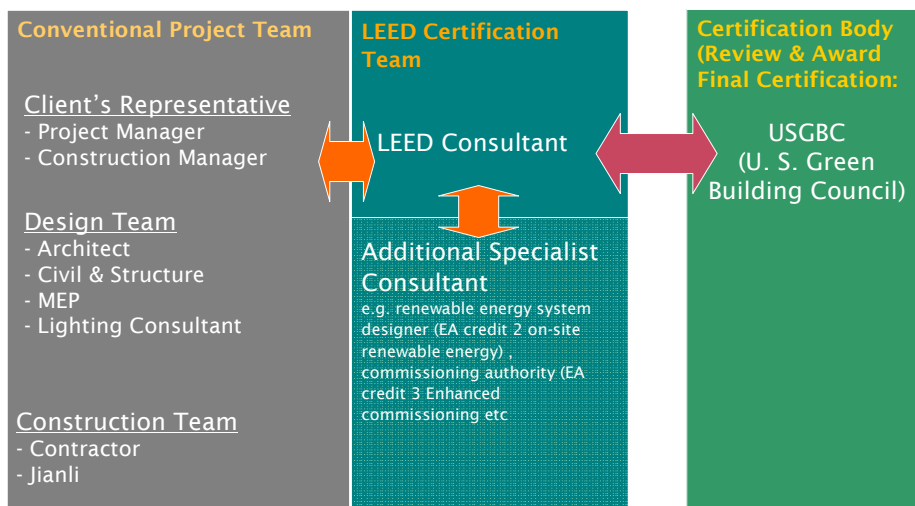 Conventional Project Team
Client's Representative
- Project Manager
- Construction Manager
Design Team
- Architect
- Civil & Structure
- MEP
- Lighting Consultant
Construction Team
- Contractor
- Jianli
LEED Certification
Team
LEED Consultant
Additional Specialist
Consultant
e.g. renewable energy system
designer (EA credit 2 on-site
renewable energy) ,
commissioning authority (EA
credit 3 Enhanced
commissioning etc
Certification Body
(Review & Award
Final Certification:
USGBC
(U. S. Green
Building Council)